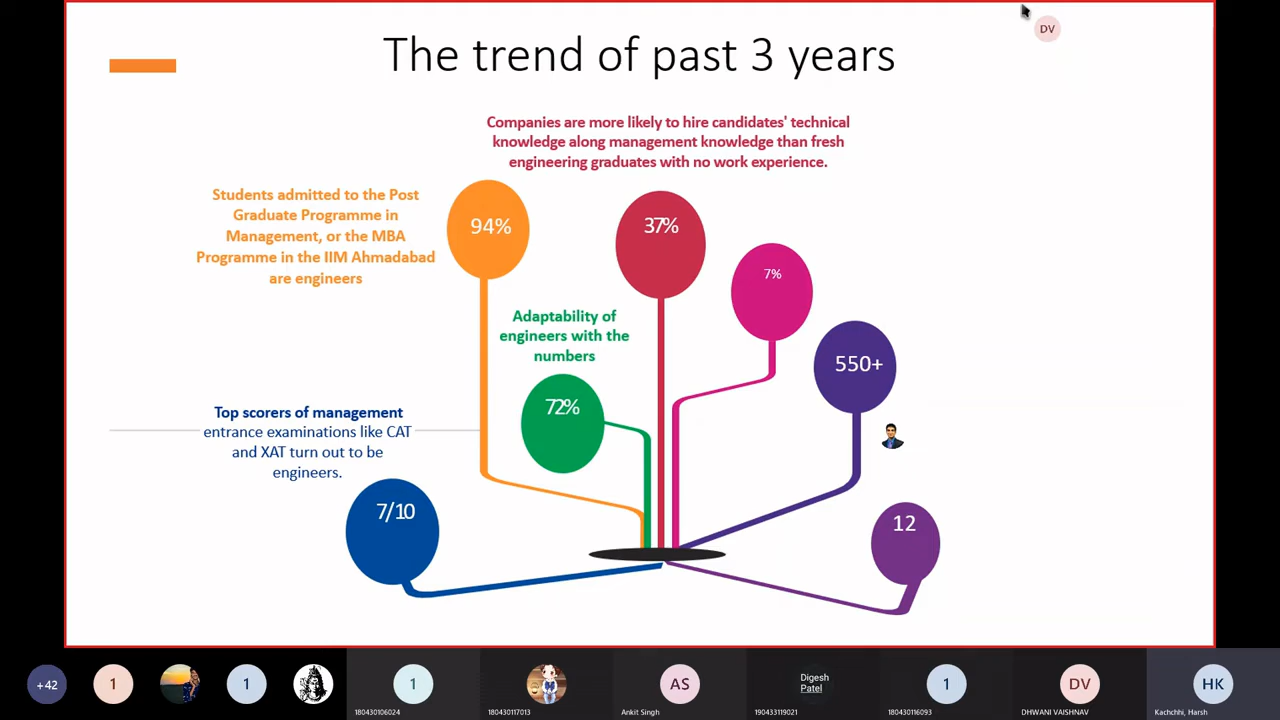 The trend of past 3 years
DV
Companies are more likely to hire candidates' technical
knowledge along management knowledge than fresh
engineering graduates with no work experience.
Students admitted to the Post
Graduate Programme in
Management, or the MBA
Programme in the IIM Ahmadabad
are engineers
94%
37%
7%
Adaptability of
engineers with the
numbers
550+
72%
Top scorers of management
entrance examinations like CAT
and XAT turn out to be
engineers.
7/10
12
+42
1
1
1
180430106024
180430117013
AS
Ankit Singh
Digesh
Patel
190433119021
1
180430116093
DV
DHWANI VAISHNAV
HK
Kachchhi, Harsh